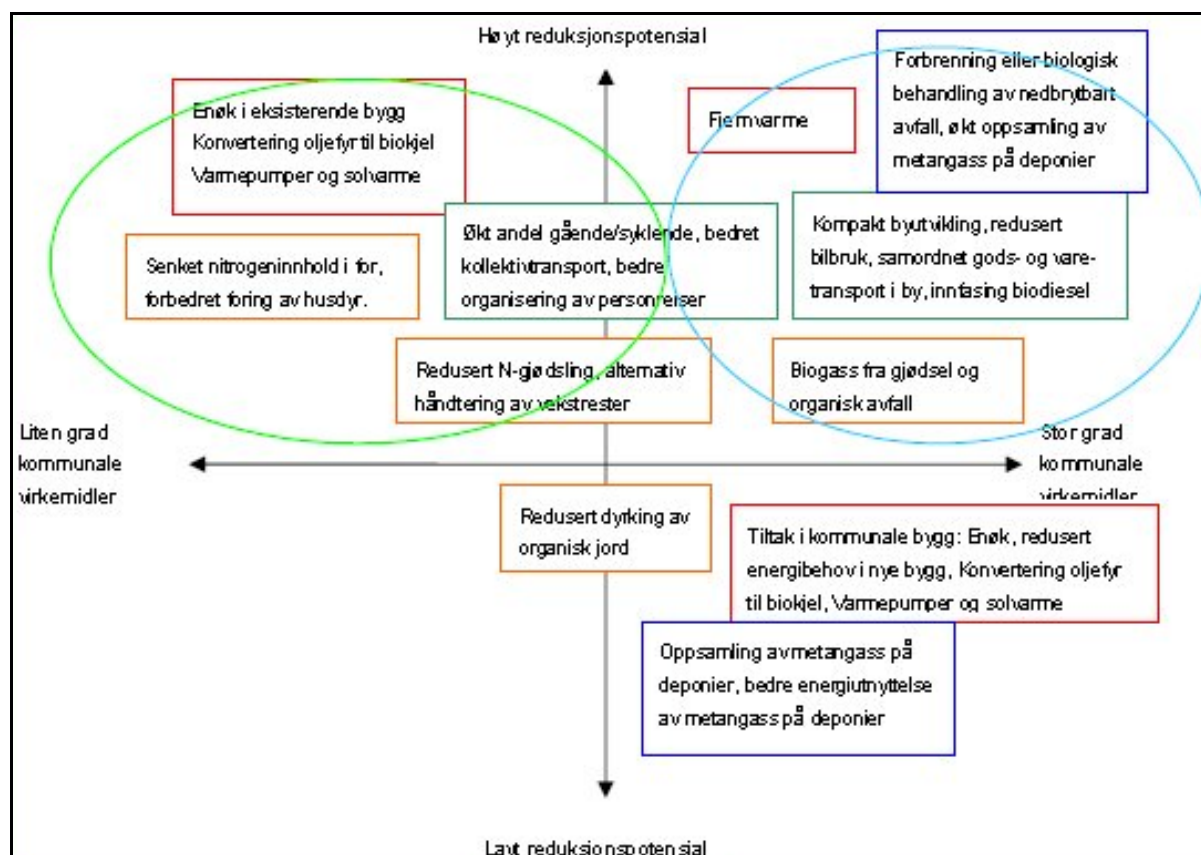 Høyt reduksjonspotensial
Enøk i eksisterende bygg
Konvertering oljefyr til biokjel
Varmepumper og solvarme
Fjernvarme
Forbrenning eller biologisk
behandling av nedbrytbart
avfall, økt oppsamling av
metangass på deponier
Senket nitrogeninnhold i for,
forbedret foring av husdyr.
Økt andel gående/syklende, bedret
kollektivtransport, bedre
organisering av personreiser
Kompakt byutvikling, redusert
bilbruk, samordnet gods- og vare-
transport i by, innfasing biodiesel
Redusert N-gjødsling, alternativ
håndtering av vekstrester
Biogass fra gjødsel og
organisk avfall
Liten grad
kommunale
virkemidler
Stor grad
kommunale
virkemidler
Redusert dyrking av
organisk jord
Tiltak i kommunale bygg: Enøk, redusert
energibehov i nye bygg, Konvertering oljefyr
til biokjel, Varmepumper og solvarme
Oppsamling av metangass på
deponier, bedre energiutnyttelse
av metangass på deponier
Lavt reduksjonspotensial